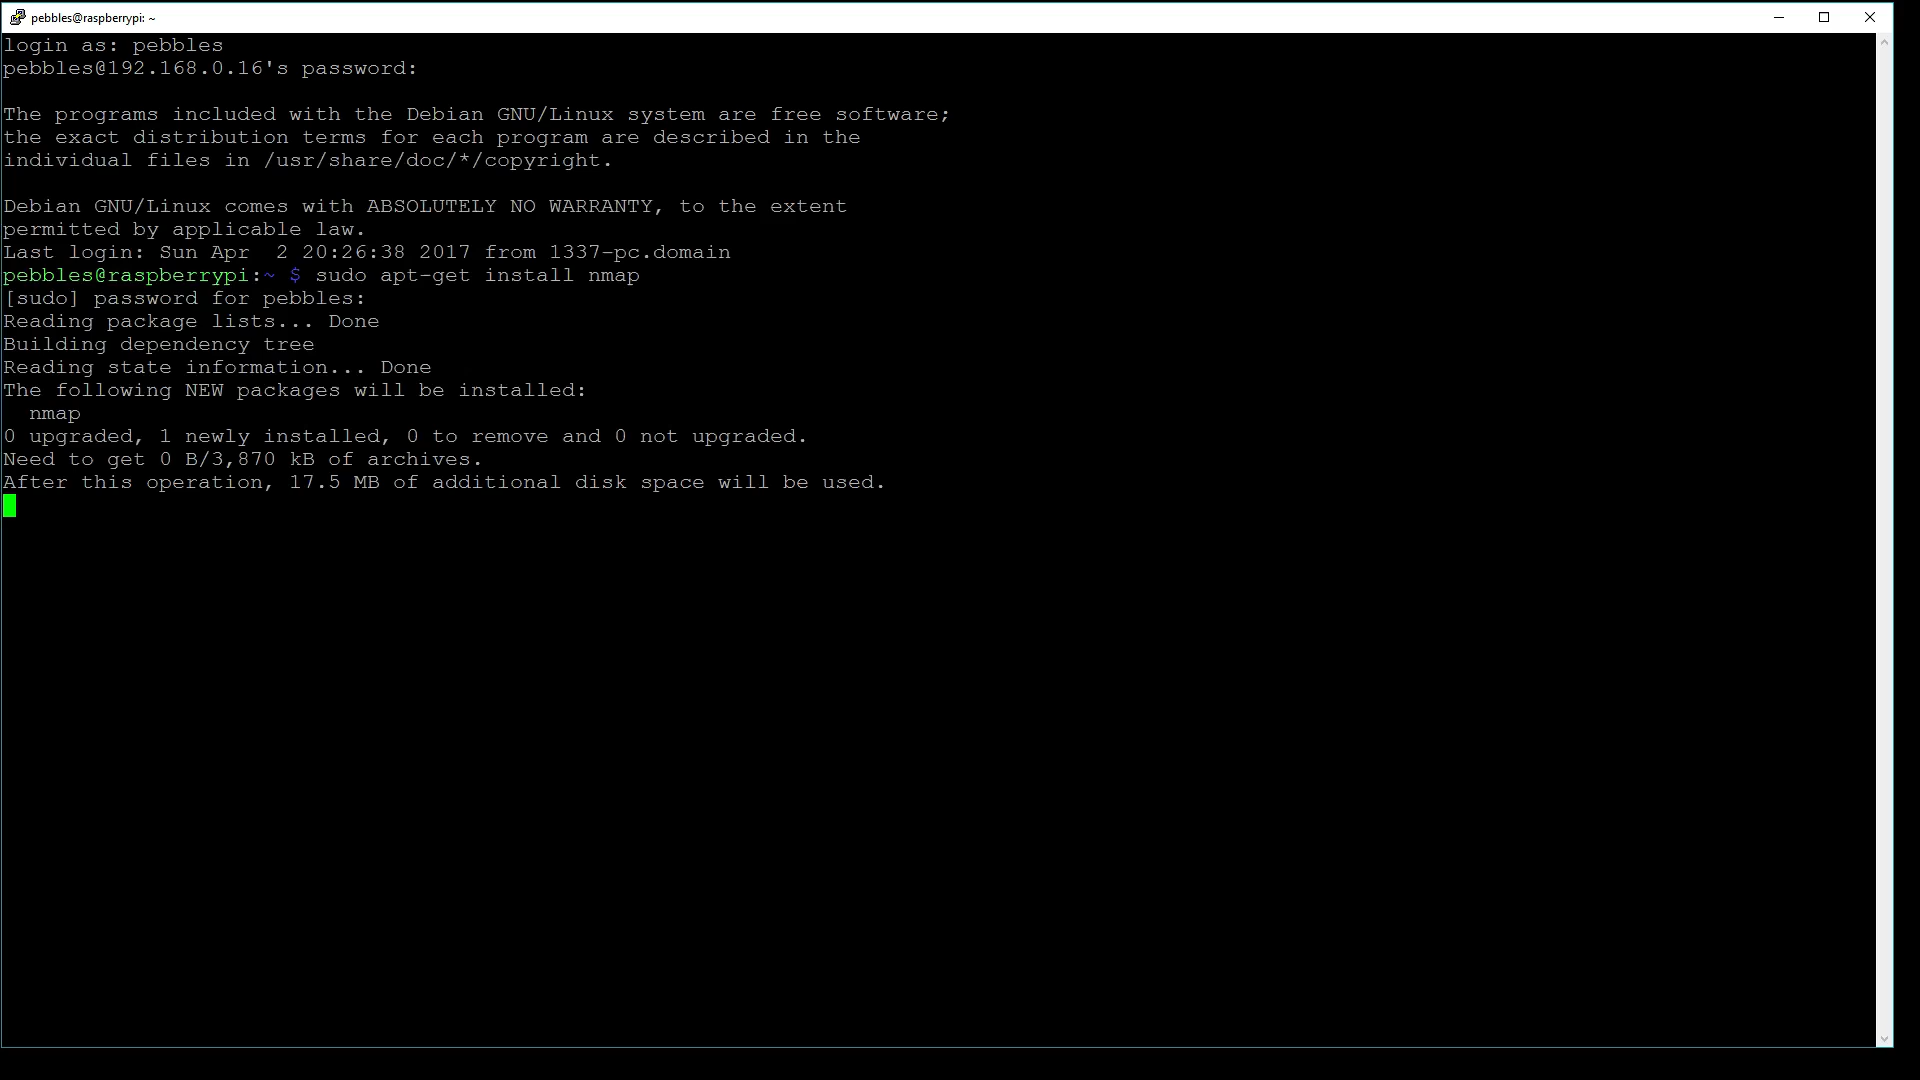 pebbles@raspberrypi: ~
login as: pebbles
pebbles@192.168.0.16's password:
The programs included with the Debian GNU/Linux system are free software;
the exact distribution terms for each program are described in the
individual files in /usr/share/doc/*/copyright.
Debian GNU/Linux comes with ABSOLUTELY NO WARRANTY, to the extent
permitted by applicable law.
Last login: Sun Apr  2 20:26:38 2017 from 1337-pc.domain
pebbles@raspberrypi:~ $ sudo apt-get install nmap
[sudo] password for pebbles:
Reading package lists... Done
Building dependency tree
Reading state information... Done
The following NEW packages will be installed:
  nmap
0 upgraded, 1 newly installed, 0 to remove and 0 not upgraded.
Need to get 0 B/3,870 kB of archives.
After this operation, 17.5 MB of additional disk space will be used.